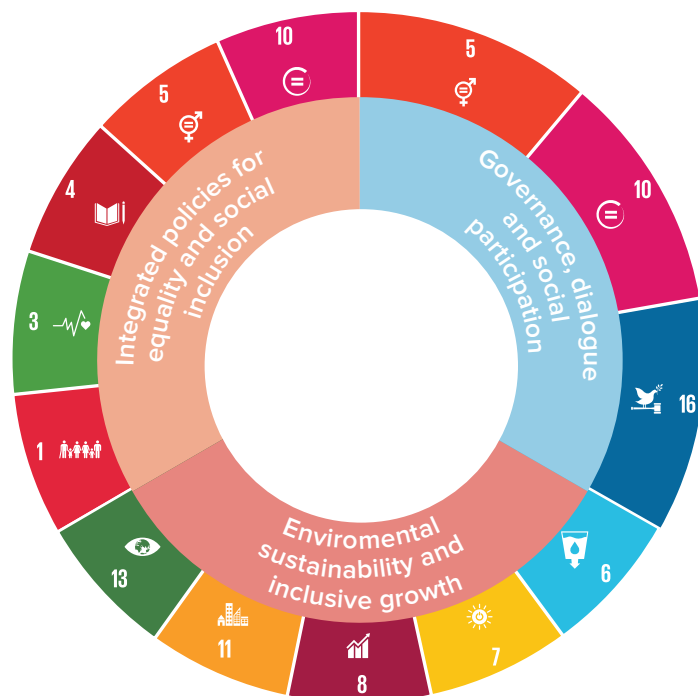 10
5
5
10
4
3
1
16
6
7
8
11
13
Integrated policies for
equality and social
inclusion
Governance, dialogue
and social
participation
Enviromental
sustainability and
inclusive growth